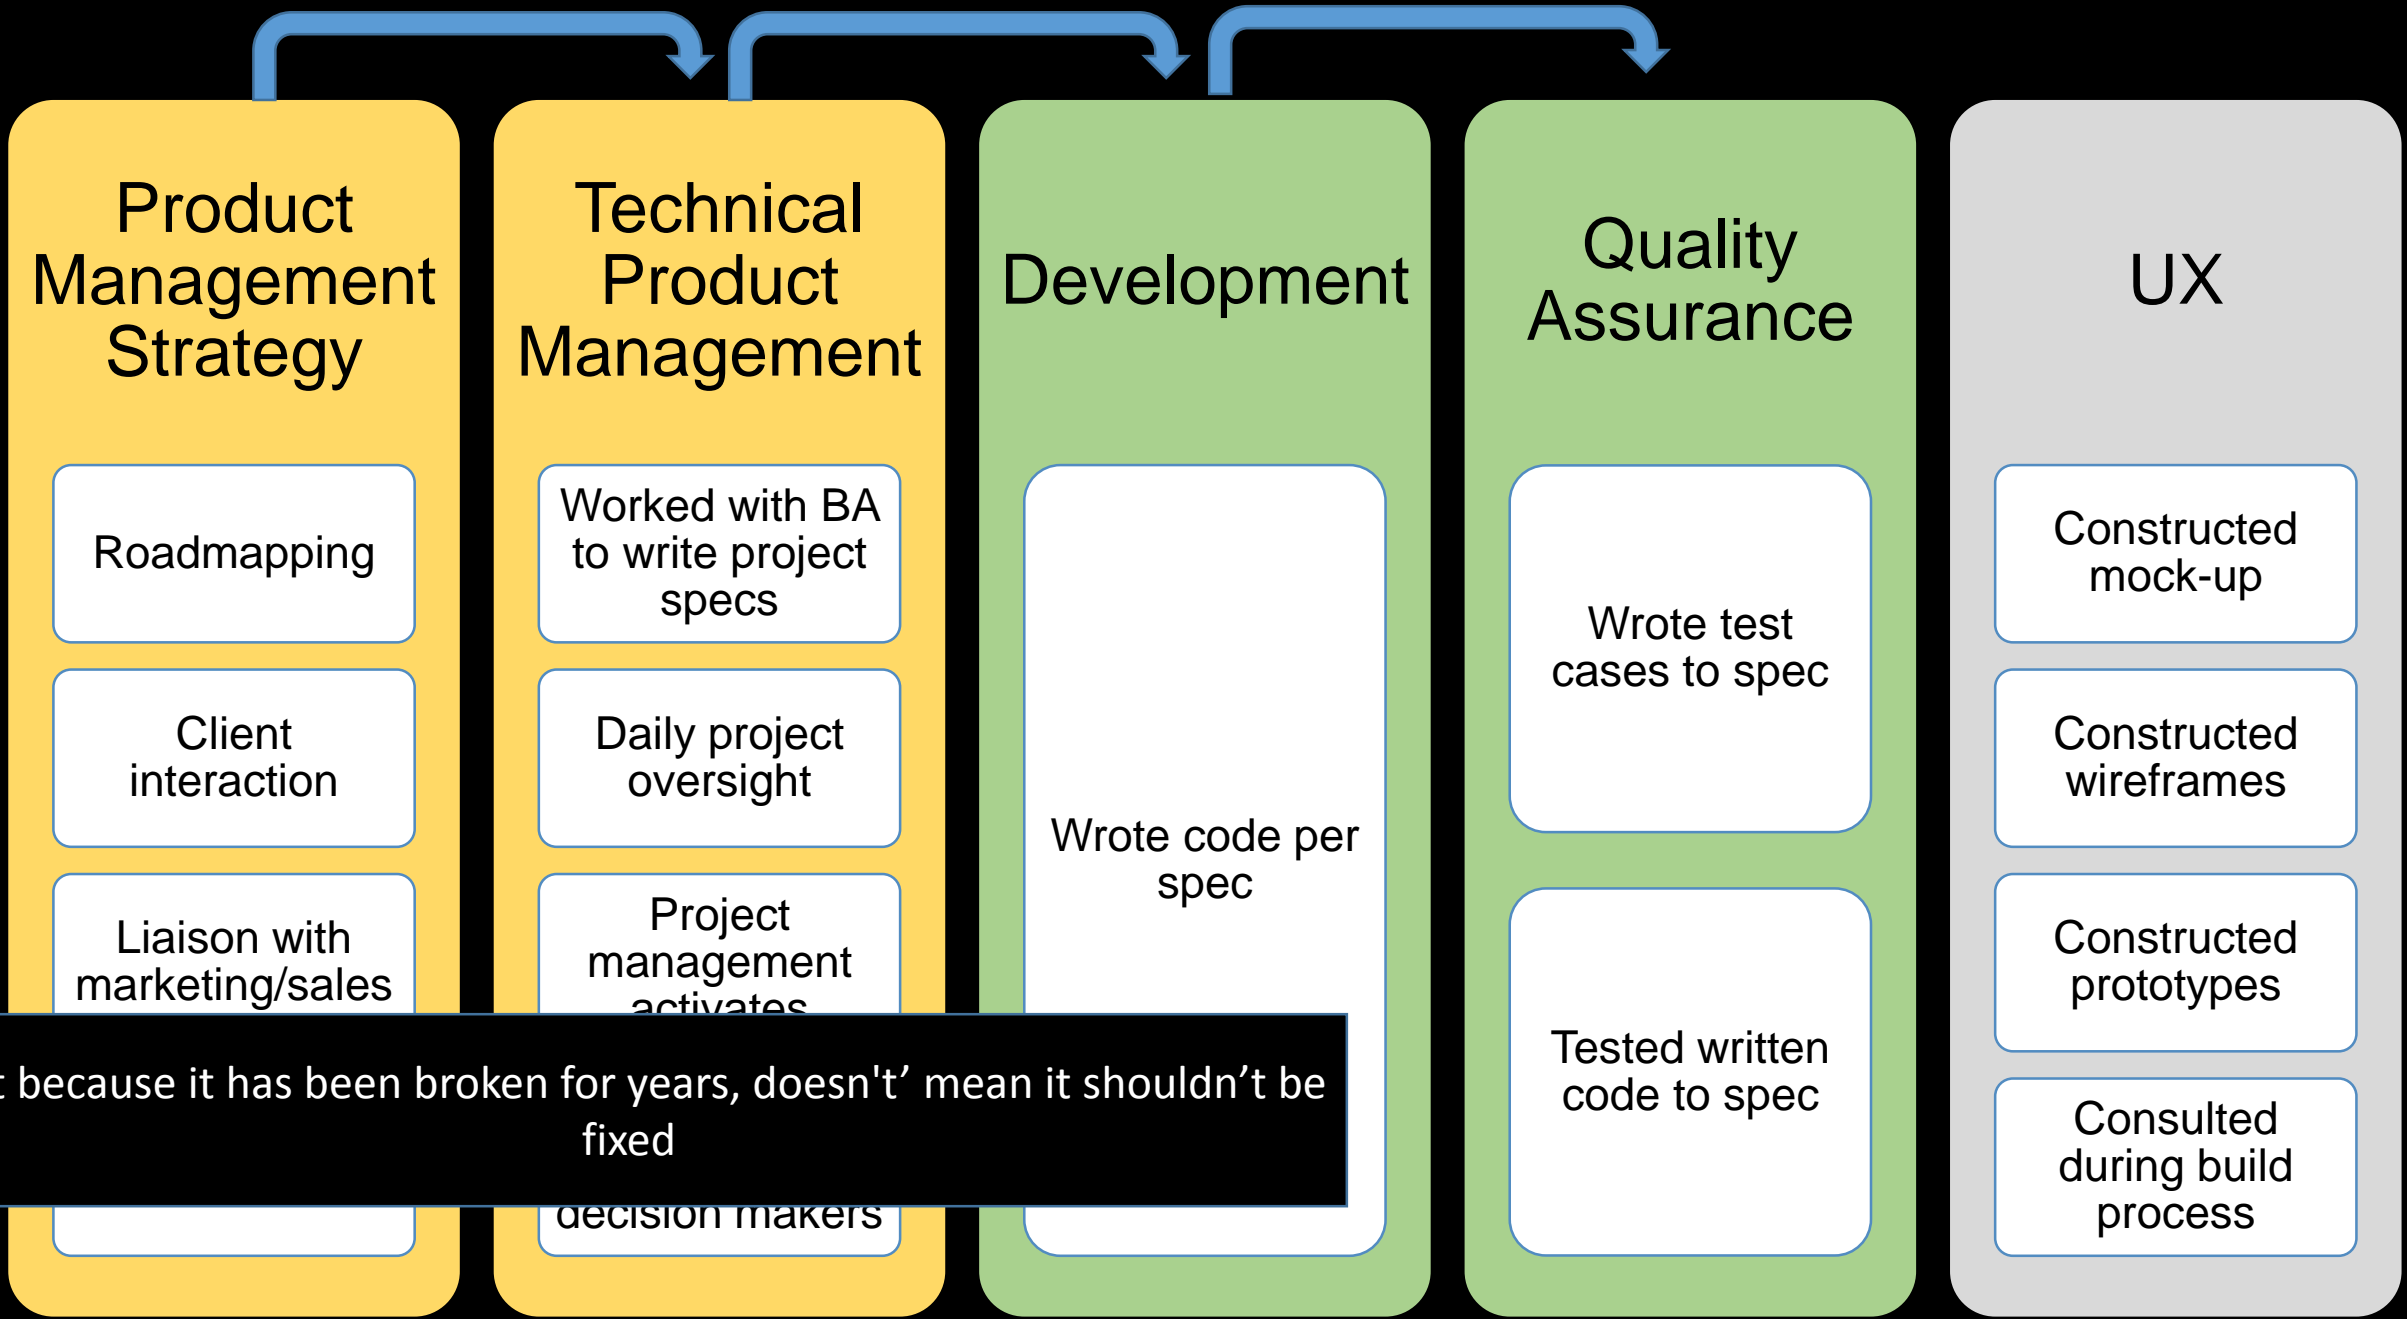 Product
Management
Strategy
Roadmapping
Client
interaction
Liaison with
marketing/sales
Technical
Product
Management
Worked with BA
to write project
specs
Daily project
oversight
Project
management
activates
decision makers
Development
Wrote code per
spec
Quality
Assurance
Wrote test
cases to spec
Tested written
code to spec
UX
Constructed
mock-up
Constructed
wireframes
Constructed
prototypes
Consulted
during build
process
because it has been broken for years, doesn't’ mean it shouldn’t be
fixed